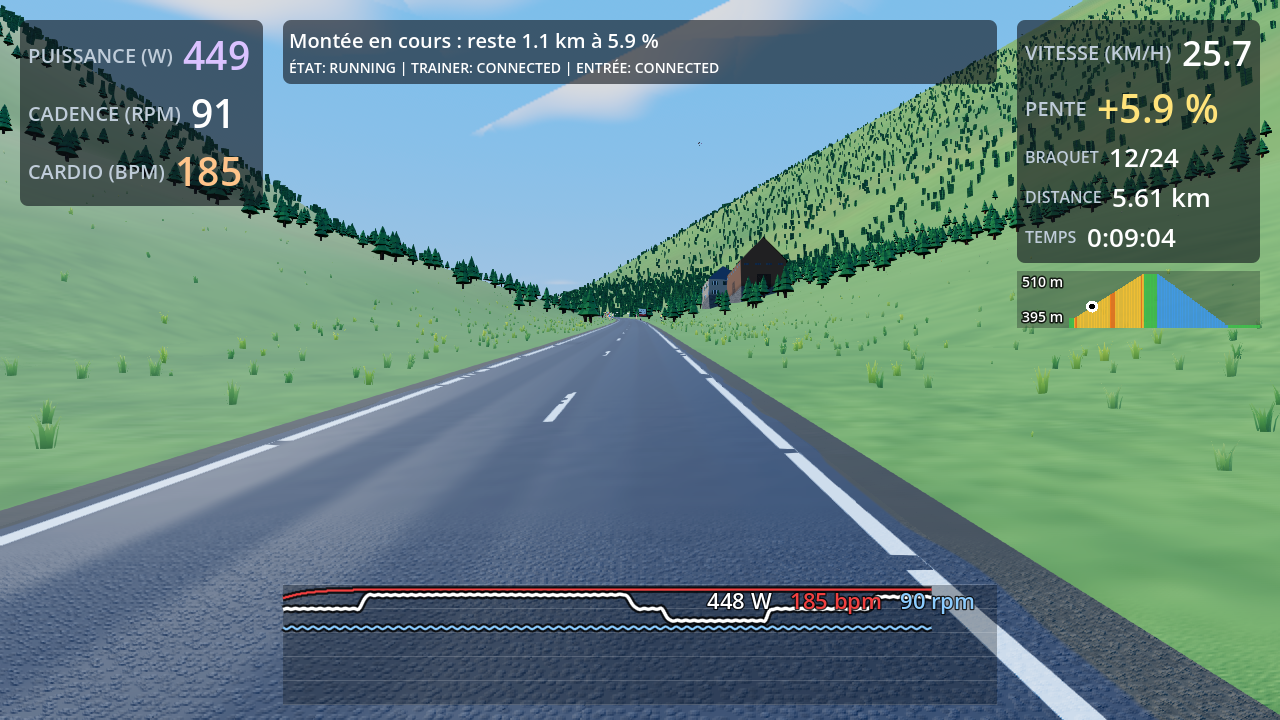 PUISSANCE (W) 449
CADENCE (RPM) 91
CARDIO (BPM) 185
Montée en cours : reste 1.1 km à 5.9 %
ÉTAT: RUNNING | TRAINER: CONNECTED | ENTRÉE: CONNECTED
VITESSE (KM/H) 25.7
PENTE +5.9 %
BRAQUET 12/24
DISTANCE 5.61 km
TEMPS 0:09:04
510 m
395 m
448 W 185 bpm 90 rpm